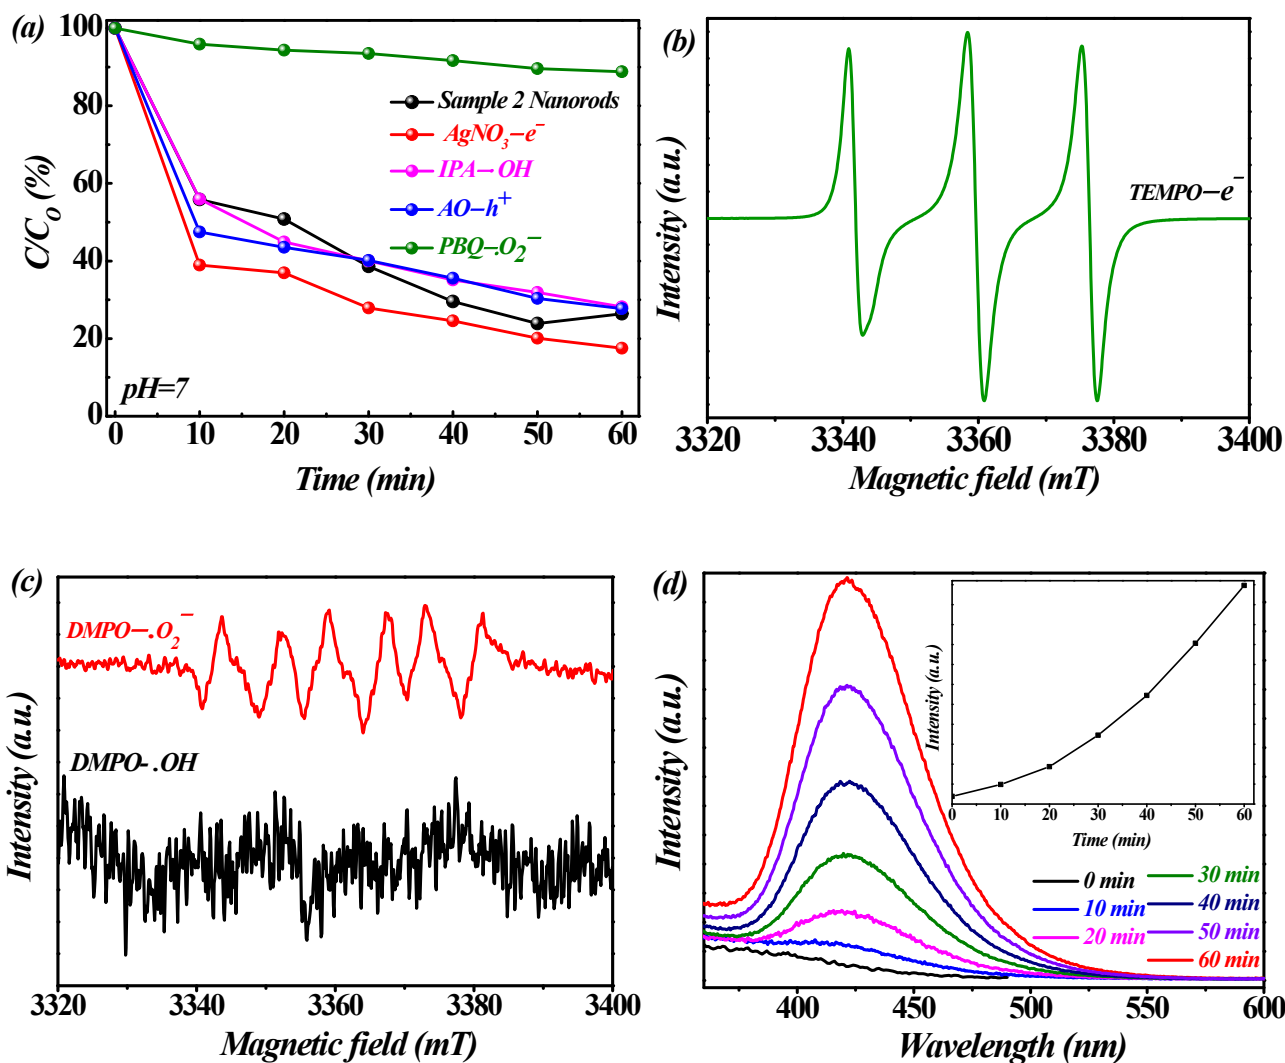 (a)
100
80
60
40
20
0
C/C₀ (%)
Sample 2 Nanorods
AgNO₃–e⁻
IPA–·OH
AO–h⁺
PBQ–.O₂⁻
pH=7
0 10 20 30 40 50 60
Time (min)
(b)
Intensity (a.u.)
TEMPO–e⁻
3320 3340 3360 3380 3400
Magnetic field (mT)
(c)
DMPO–.O₂⁻
DMPO-.OH
Intensity (a.u.)
3320 3340 3360 3380 3400
Magnetic field (mT)
(d)
Intensity (a.u.)
Intensity (a.u.)
0 10 20 30 40 50 60
Time (min)
0 min
10 min
20 min
30 min
40 min
50 min
60 min
400 450 500 550 600
Wavelength (nm)